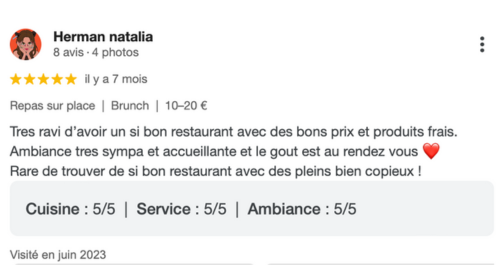 Herman natalia
8 avis · 4 photos
il y a 7 mois
Repas sur place | Brunch | 10–20 €
Tres ravi d’avoir un si bon restaurant avec des bons prix et produits frais.
Ambiance tres sympa et accueillante et le gout est au rendez vous ❤️
Rare de trouver de si bon restaurant avec des pleins bien copieux !
Cuisine : 5/5 | Service : 5/5 | Ambiance : 5/5
Visité en juin 2023